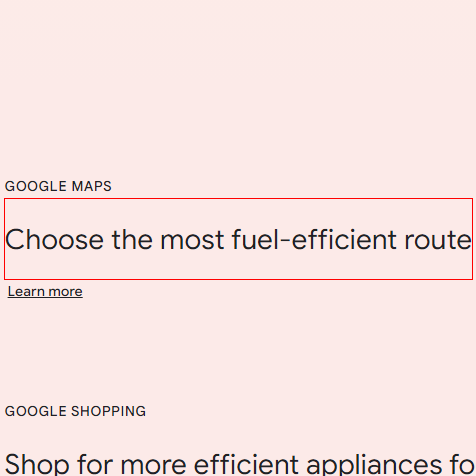 GOOGLE MAPS
Choose the most fuel-efficient route
Learn more
GOOGLE SHOPPING
Shop for more efficient appliances fo